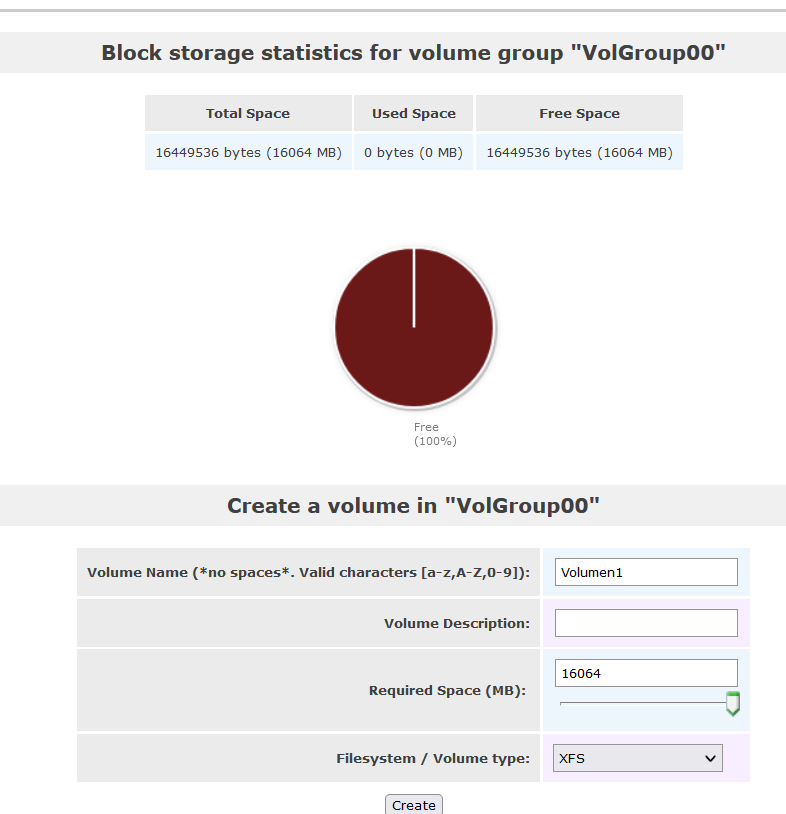 Block storage statistics for volume group "VolGroup00"
Total Space Used Space Free Space
16449536 bytes (16064 MB) 0 bytes (0 MB) 16449536 bytes (16064 MB)
Free
(100%)
Create a volume in "VolGroup00"
Volume Name (*no spaces*. Valid characters [a-z,A-Z,0-9]): Volumen1
Volume Description:
Required Space (MB): 16064
Filesystem / Volume type: XFS
Create